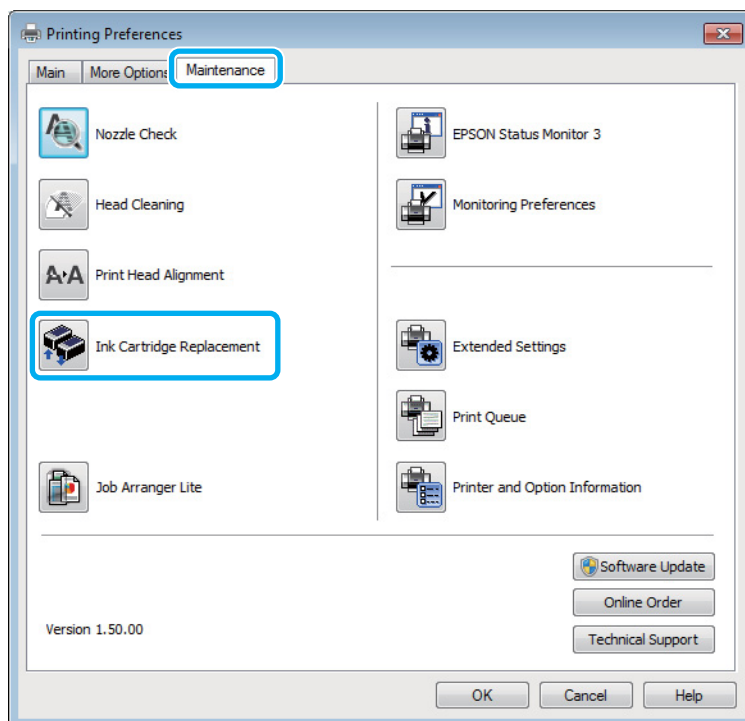 Printing Preferences
Main
More Options
Maintenance
Nozzle Check
EPSON Status Monitor 3
Head Cleaning
Monitoring Preferences
A A
Print Head Alignment
Ink Cartridge Replacement
Extended Settings
Print Queue
Job Arranger Lite
Printer and Option Information
Software Update
Online Order
Version 1.50.00
Technical Support
OK
Cancel
Help